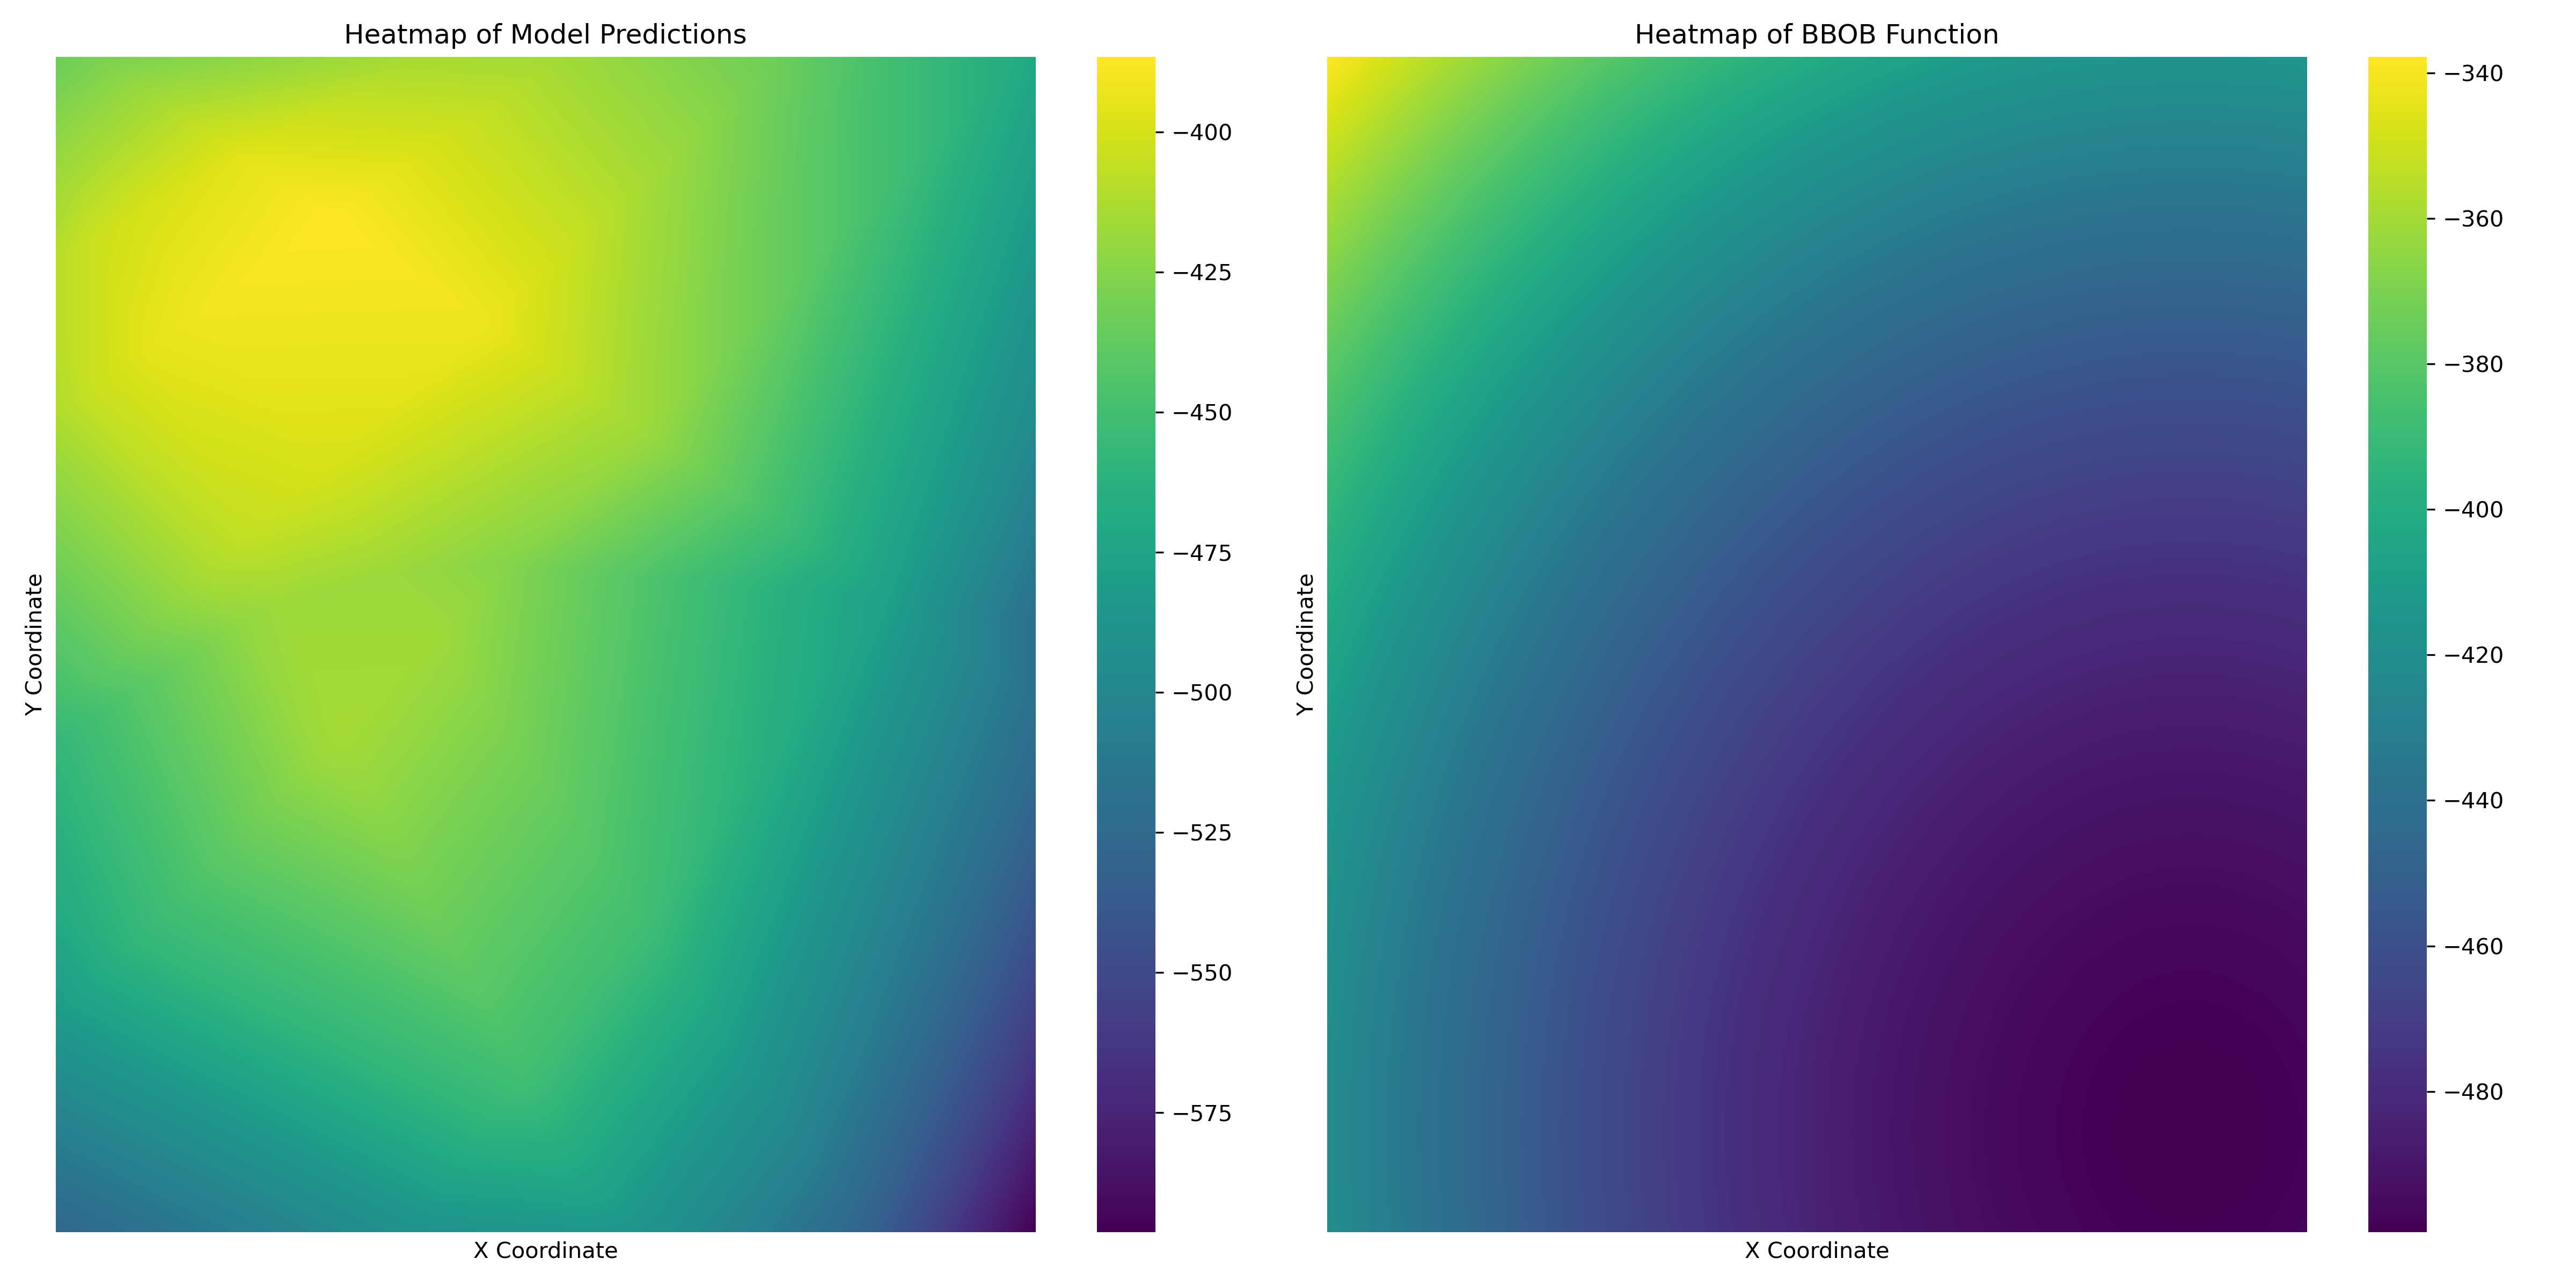 Heatmap of Model Predictions
Y Coordinate
X Coordinate
−400
−425
−450
−475
−500
−525
−550
−575
Heatmap of BBOB Function
Y Coordinate
X Coordinate
−340
−360
−380
−400
−420
−440
−460
−480